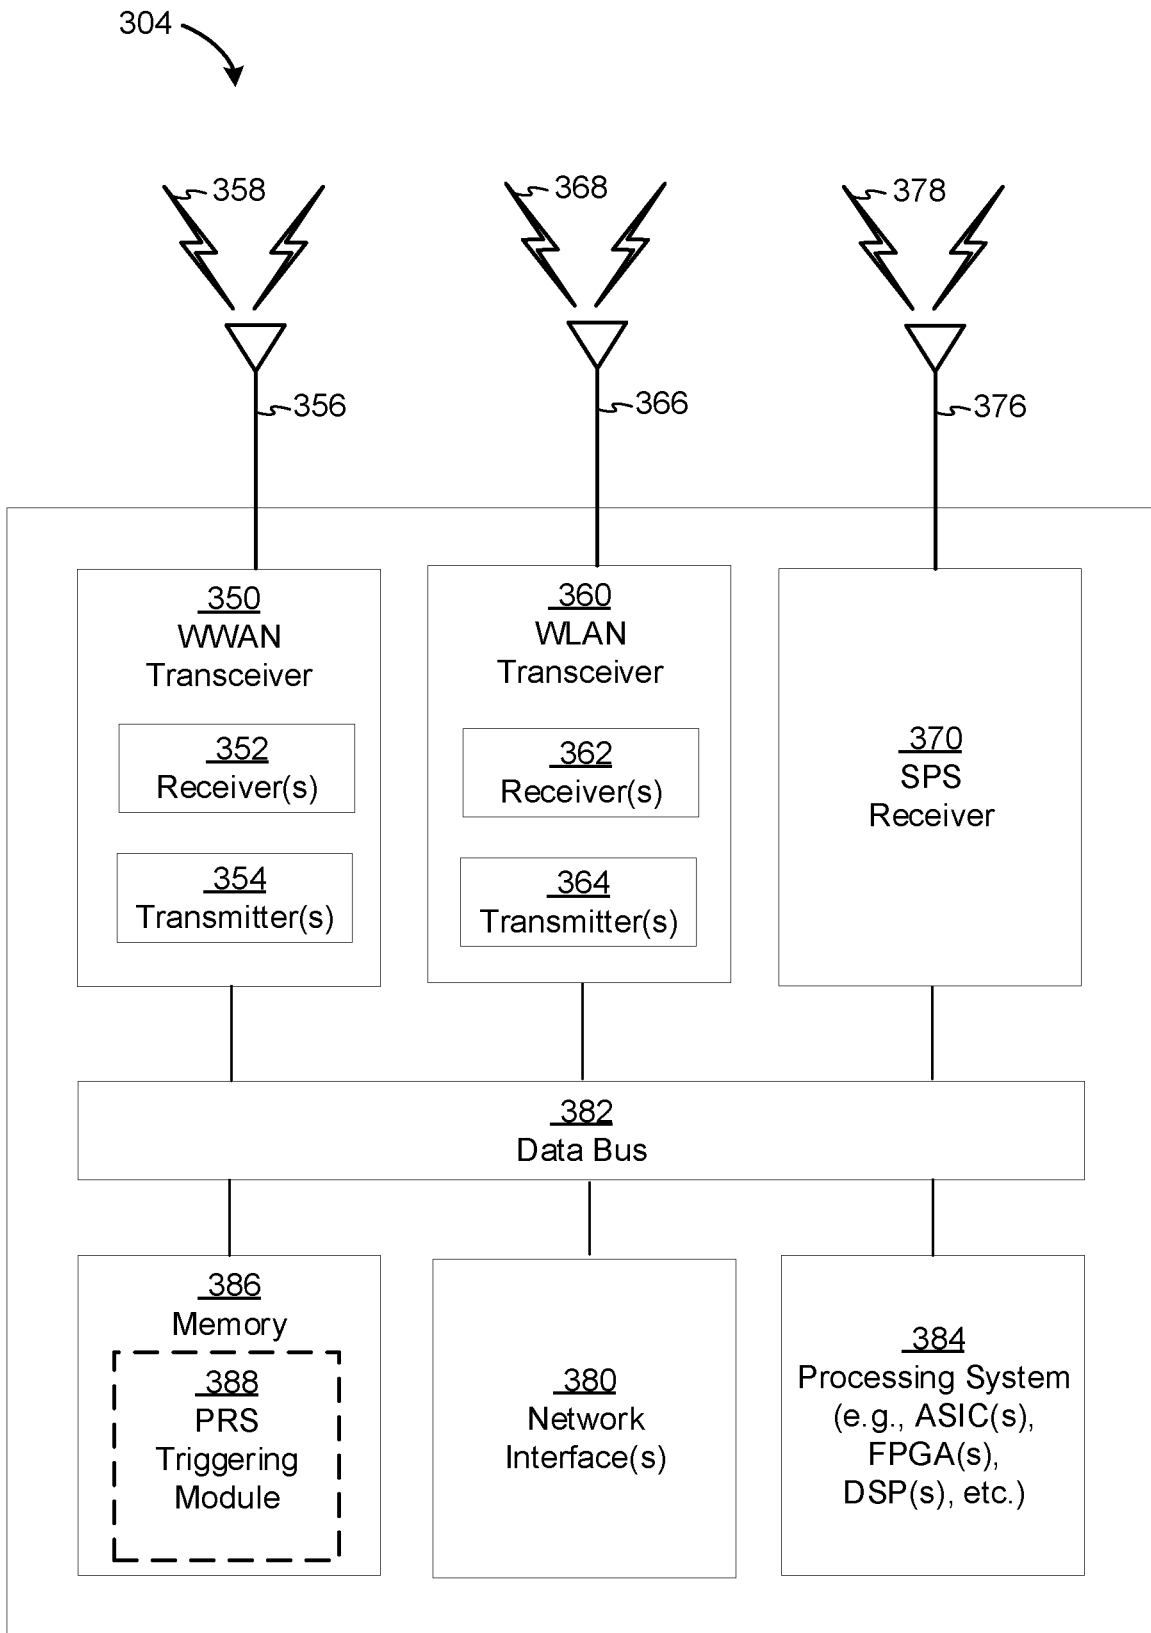 304
358
368
378
356
366
376
350
WWAN
Transceiver
352
Receiver(s)
354
Transmitter(s)
360
WLAN
Transceiver
362
Receiver(s)
364
Transmitter(s)
370
SPS
Receiver
382
Data Bus
386
Memory
388
PRS
Triggering
Module
380
Network
Interface(s)
384
Processing System
(e.g., ASIC(s),
FPGA(s),
DSP(s), etc.)